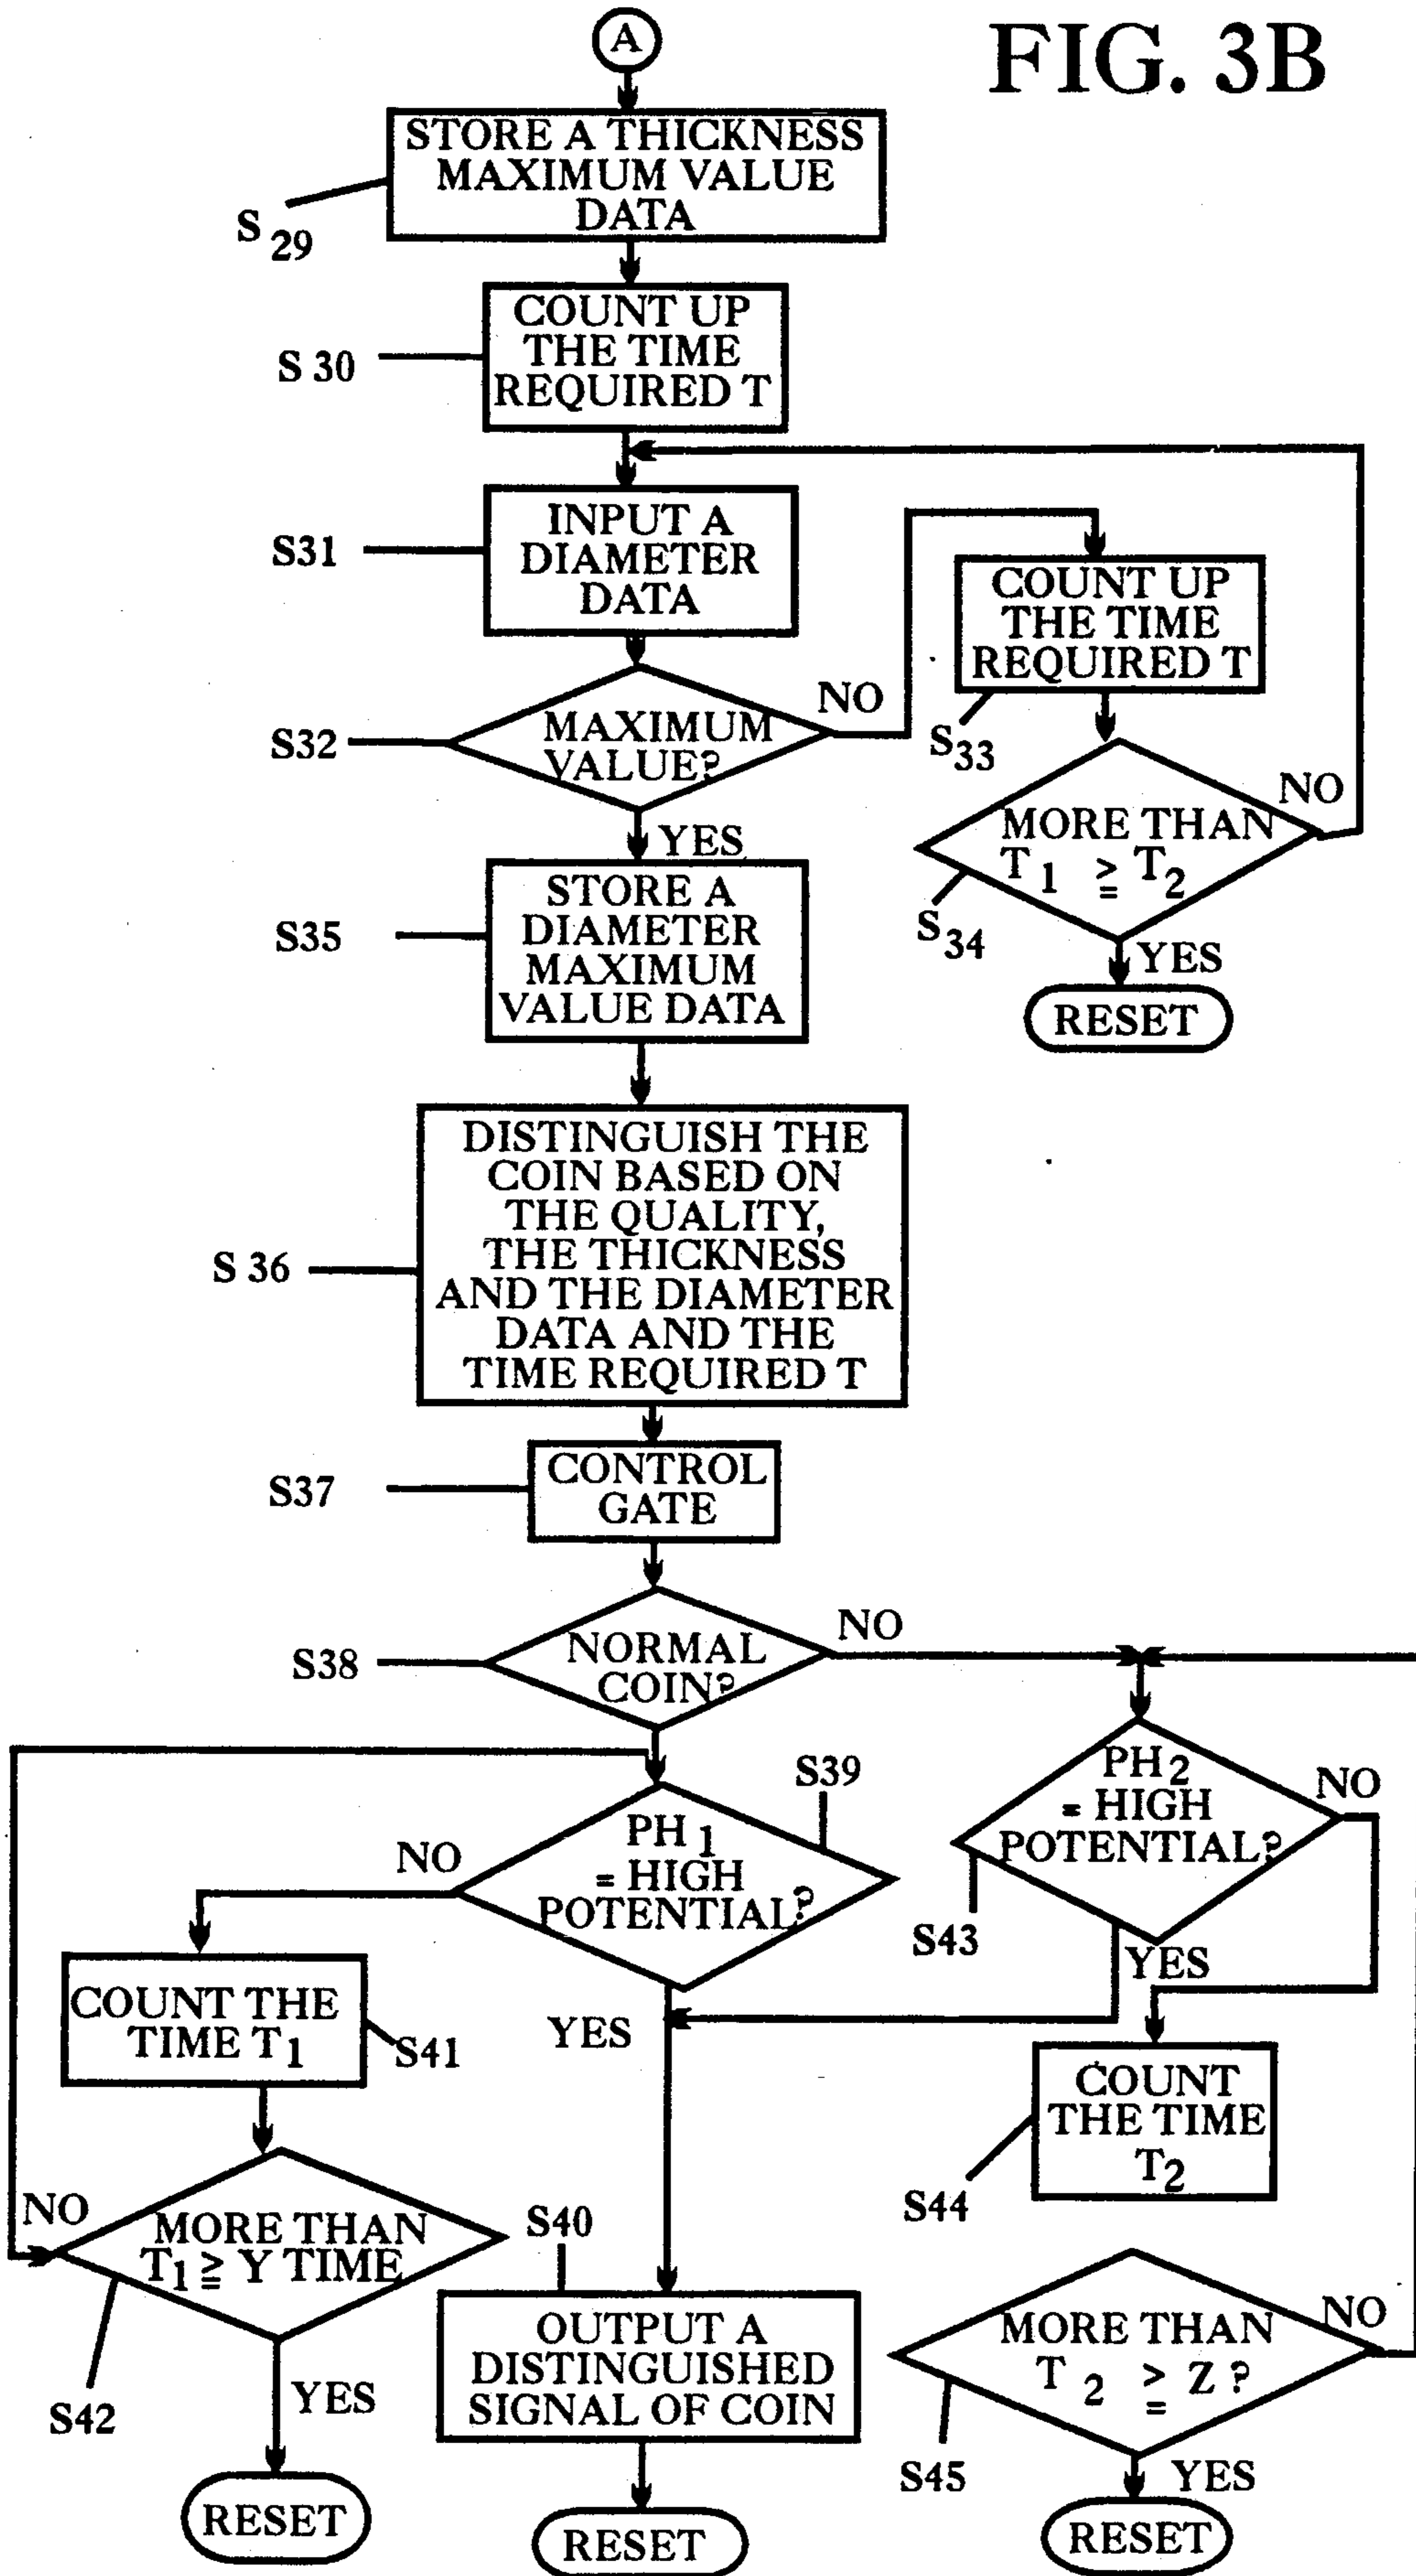 FIG. 3B
A
STORE A THICKNESS
MAXIMUM VALUE
DATA
S 29
COUNT UP
THE TIME
REQUIRED T
S 30
INPUT A
DIAMETER
DATA
S31
COUNT UP
THE TIME
REQUIRED T
S33
MAXIMUM
VALUE?
NO
S32
YES
MORE THAN
T 1 ≧ T2
NO
S34
YES
RESET
STORE A
DIAMETER
MAXIMUM
VALUE DATA
S35
DISTINGUISH THE
COIN BASED ON
THE QUALITY,
THE THICKNESS
AND THE DIAMETER
DATA AND THE
TIME REQUIRED T
S 36
CONTROL
GATE
S37
NORMAL
COIN?
NO
S38
PH 1
= HIGH
POTENTIAL?
S39
NO
YES
PH2
= HIGH
POTENTIAL?
NO
S43
YES
COUNT THE
TIME T1
S41
COUNT
THE TIME
T2
S44
MORE THAN
T1 ≧ Y TIME
NO
S42
YES
RESET
S40
OUTPUT A
DISTINGUISHED
SIGNAL OF COIN
RESET
MORE THAN
T 2 ≧ Z ?
NO
S45
YES
RESET